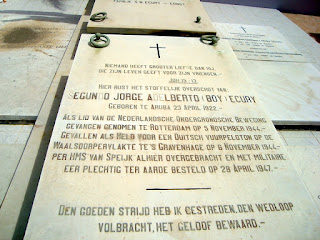 Niemand heeft grooter liefde dan hij,
die zijn leven geeft voor zijn vrienden.
Joh 15-13
Hier rust het stoffelijk overschot van:
Segundo Jorge Adelberto (Boy) Ecury
Geboren te Aruba 23 April 1922.-
Als lid van de Nederlandsche Ondergrondsche Beweging
gevangen genomen te Rotterdam op 5 November 1944.-
Gevallen als Held voor een Duitsch vuurpeloton op de
Waalsdorpervlakte te 's Gravenhage op 6 November 1944.-
Per HMS van Speijk alhier overgebracht en met militaire
eer plechtig ter aarde besteld op 28 April 1947.-
Den goeden strijd heb ik gestreden, den wedloop
volbracht, het geloof bewaard.-